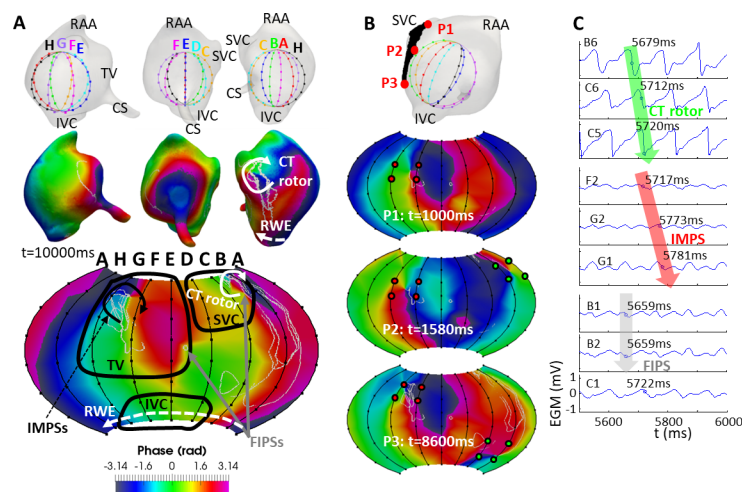 A
RAA
RAA
RAA
H G F E
F E D C
SVC
SVC
C B A H
TV
CS
IVC
CS
CS
IVC
CT
rotor
RWE
t=10000ms
A H G F E D C B A
CT rotor
SVC
TV
IVC
RWE
IMPSs
FIPSs
Phase (rad)
-3.14 -1.6 0 1.6 3.14
B
SVC
P1
RAA
P2
P3
IVC
P1: t=1000ms
P2: t=1580ms
P3: t=8600ms
C
B6 5679ms
C6 5712ms
CT rotor
C5 5720ms
F2 5717ms
G2 5773ms
IMPS
G1 5781ms
B1 5659ms
B2 5659ms
FIPS
C1 5722ms
EGM (mV)
1
0
-1
5600 5800 6000
t (ms)